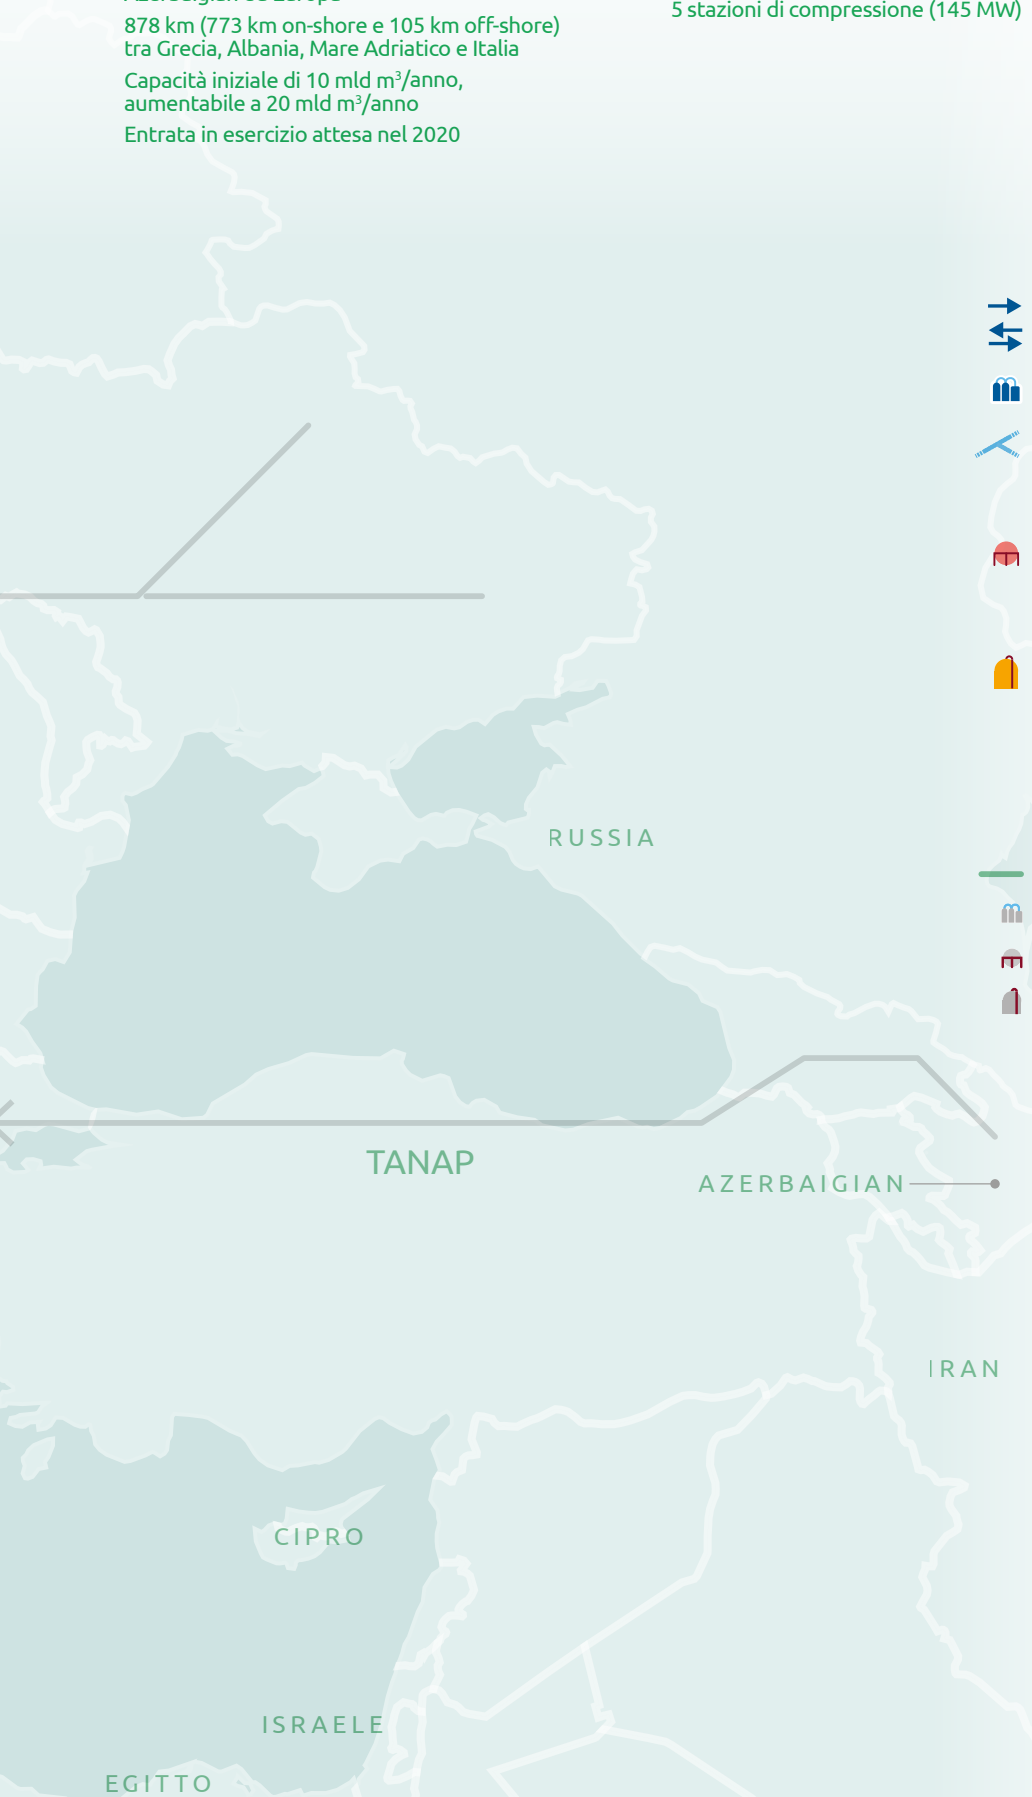 5 stazioni di compressione (145 MW)
878 km (773 km on-shore e 105 km off-shore)
tra Grecia, Albania, Mare Adriatico e Italia
Capacità iniziale di 10 mld m³/anno,
aumentabile a 20 mld m³/anno
Entrata in esercizio attesa nel 2020
RUSSIA
TANAP
AZERBAIGIAN
IRAN
CIPRO
ISRAELE
EGITTO